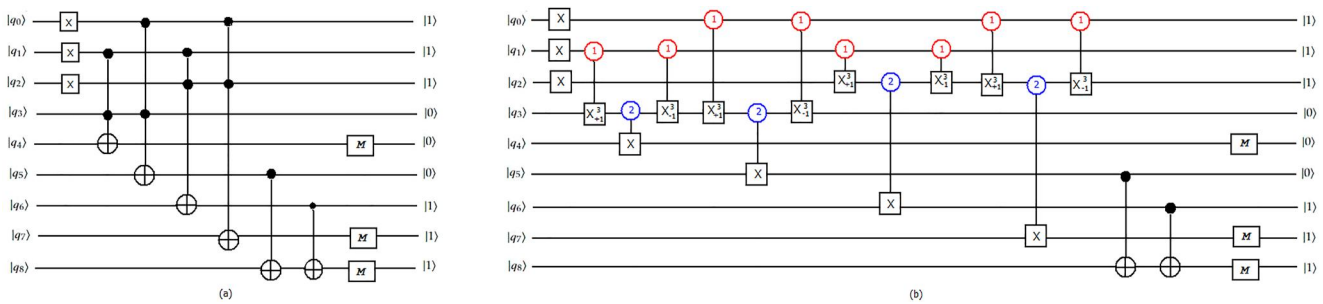 |q₀⟩ X |1⟩ |q₀⟩ X 1 1 1 1 |1⟩
|q₁⟩ X |1⟩ |q₁⟩ X 1 1 1 1 |1⟩
|q₂⟩ X |1⟩ |q₂⟩ X X³₊₁ 2 X³₁ X³₊₁ 2 X³₋₁ |1⟩
|q₃⟩ |0⟩ |q₃⟩ X³₊₁ 2 X³₋₁ X³₊₁ 2 X³₋₁ |0⟩
|q₄⟩ M |0⟩ |q₄⟩ X M |0⟩
|q₅⟩ |0⟩ |q₅⟩ X |0⟩
|q₆⟩ |1⟩ |q₆⟩ X |1⟩
|q₇⟩ M |1⟩ |q₇⟩ X M |1⟩
|q₈⟩ M |1⟩ |q₈⟩ M |1⟩
(a) (b)